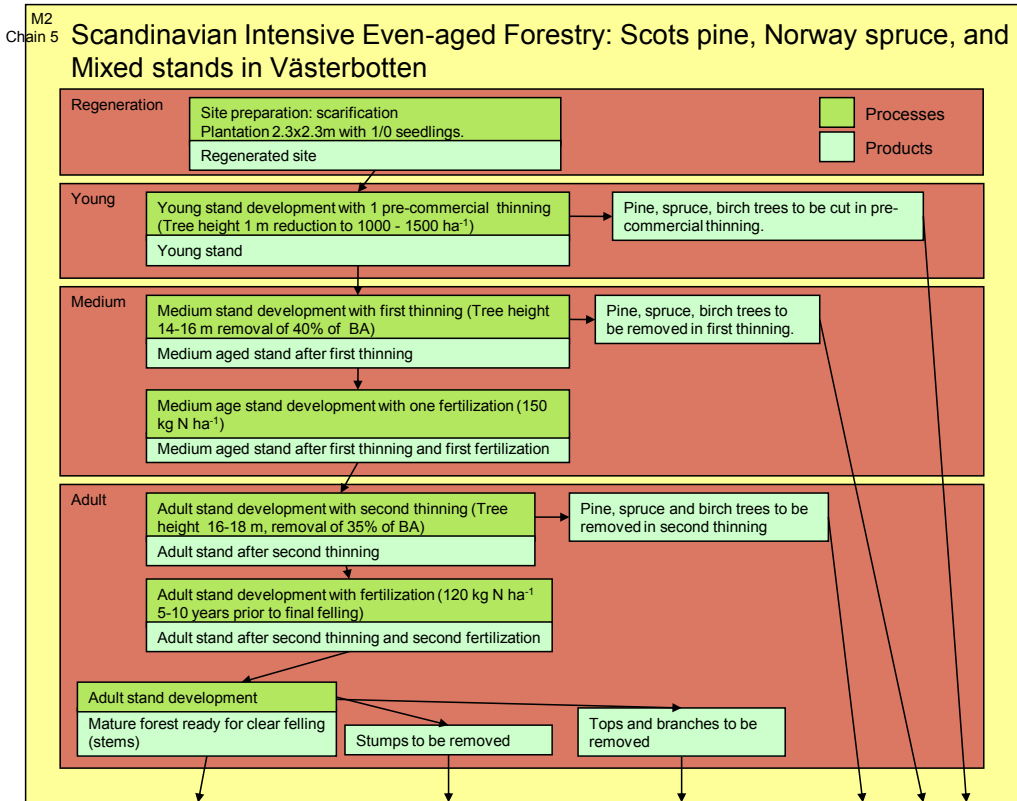 M2
Chain 5
Scandinavian Intensive Even-aged Forestry: Scots pine, Norway spruce, and
Mixed stands in Västerbotten
Regeneration
Site preparation: scarification
Plantation 2.3x2.3m with 1/0 seedlings.
Regenerated site
Processes
Products
Young
Young stand development with 1 pre-commercial thinning
(Tree height 1 m reduction to 1000 - 1500 ha⁻¹)
Young stand
Pine, spruce, birch trees to be cut in pre-
commercial thinning.
Medium
Medium stand development with first thinning (Tree height
14-16 m removal of 40% of BA)
Medium aged stand after first thinning
Pine, spruce, birch trees to
be removed in first thinning.
Medium age stand development with one fertilization (150
kg N ha⁻¹)
Medium aged stand after first thinning and first fertilization
Adult
Adult stand development with second thinning (Tree
height 16-18 m, removal of 35% of BA)
Adult stand after second thinning
Pine, spruce and birch trees to be
removed in second thinning
Adult stand development with fertilization (120 kg N ha⁻¹
5-10 years prior to final felling)
Adult stand after second thinning and second fertilization
Adult stand development
Mature forest ready for clear felling
(stems)
Stumps to be removed
Tops and branches to be
removed